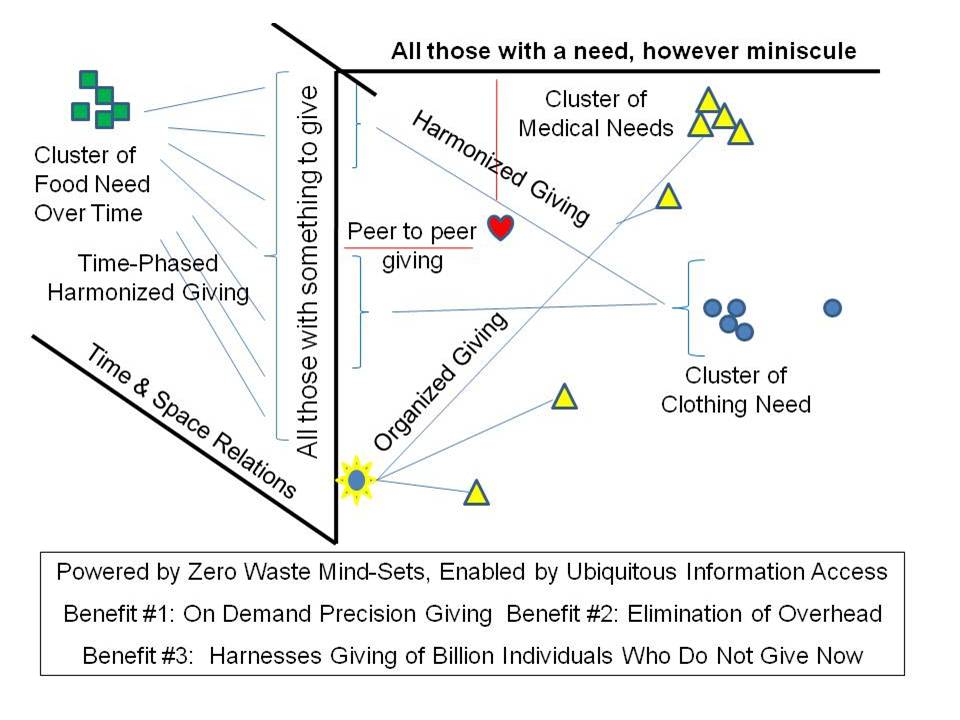 All those with a need, however miniscule
Cluster of
Medical Needs
Harmonized Giving
All those with something to give
Cluster of
Food Need
Over Time
Peer to peer
giving
Time-Phased
Harmonized Giving
Organized Giving
Time & Space Relations
Cluster of
Clothing Need
Powered by Zero Waste Mind-Sets, Enabled by Ubiquitous Information Access
Benefit #1: On Demand Precision Giving Benefit #2: Elimination of Overhead
Benefit #3: Harnesses Giving of Billion Individuals Who Do Not Give Now